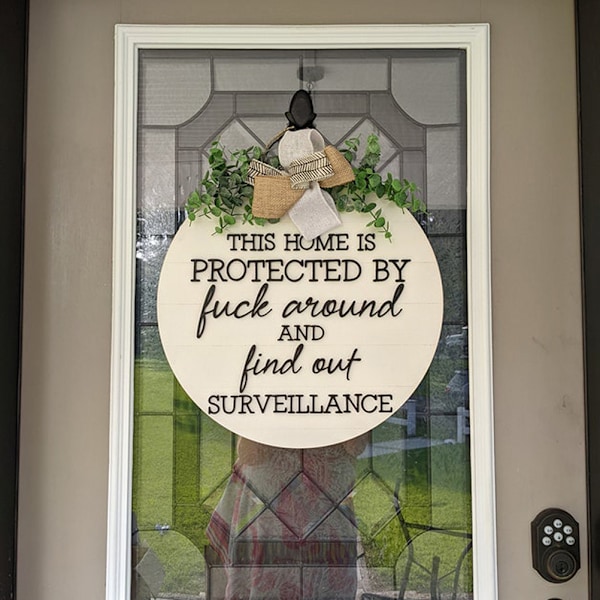 THIS HOME IS
PROTECTED BY
fuck around
AND
find out
SURVEILLANCE